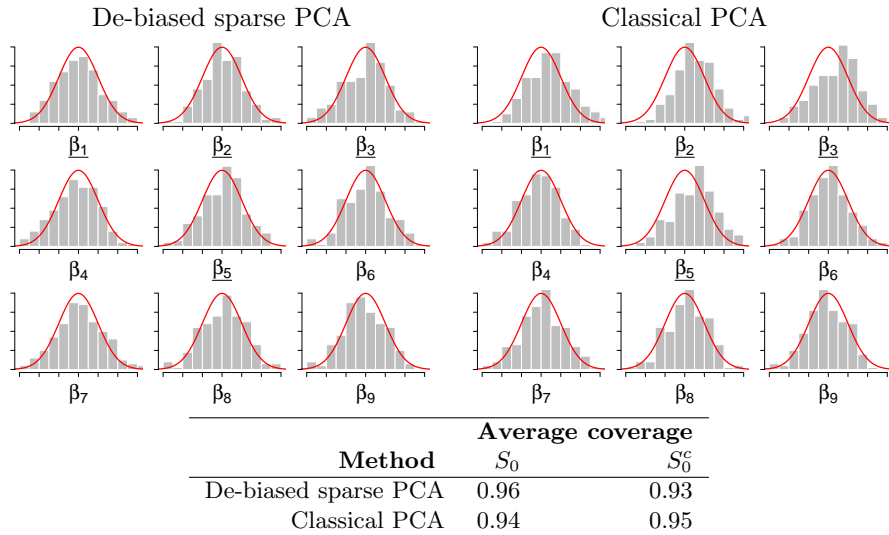 De-biased sparse PCA Classical PCA
β1 β2 β3 β1 β2 β3
β4 β5 β6 β4 β5 β6
β7 β8 β9 β7 β8 β9
Average coverage
Method S0 S0c
De-biased sparse PCA 0.96 0.93
Classical PCA 0.94 0.95